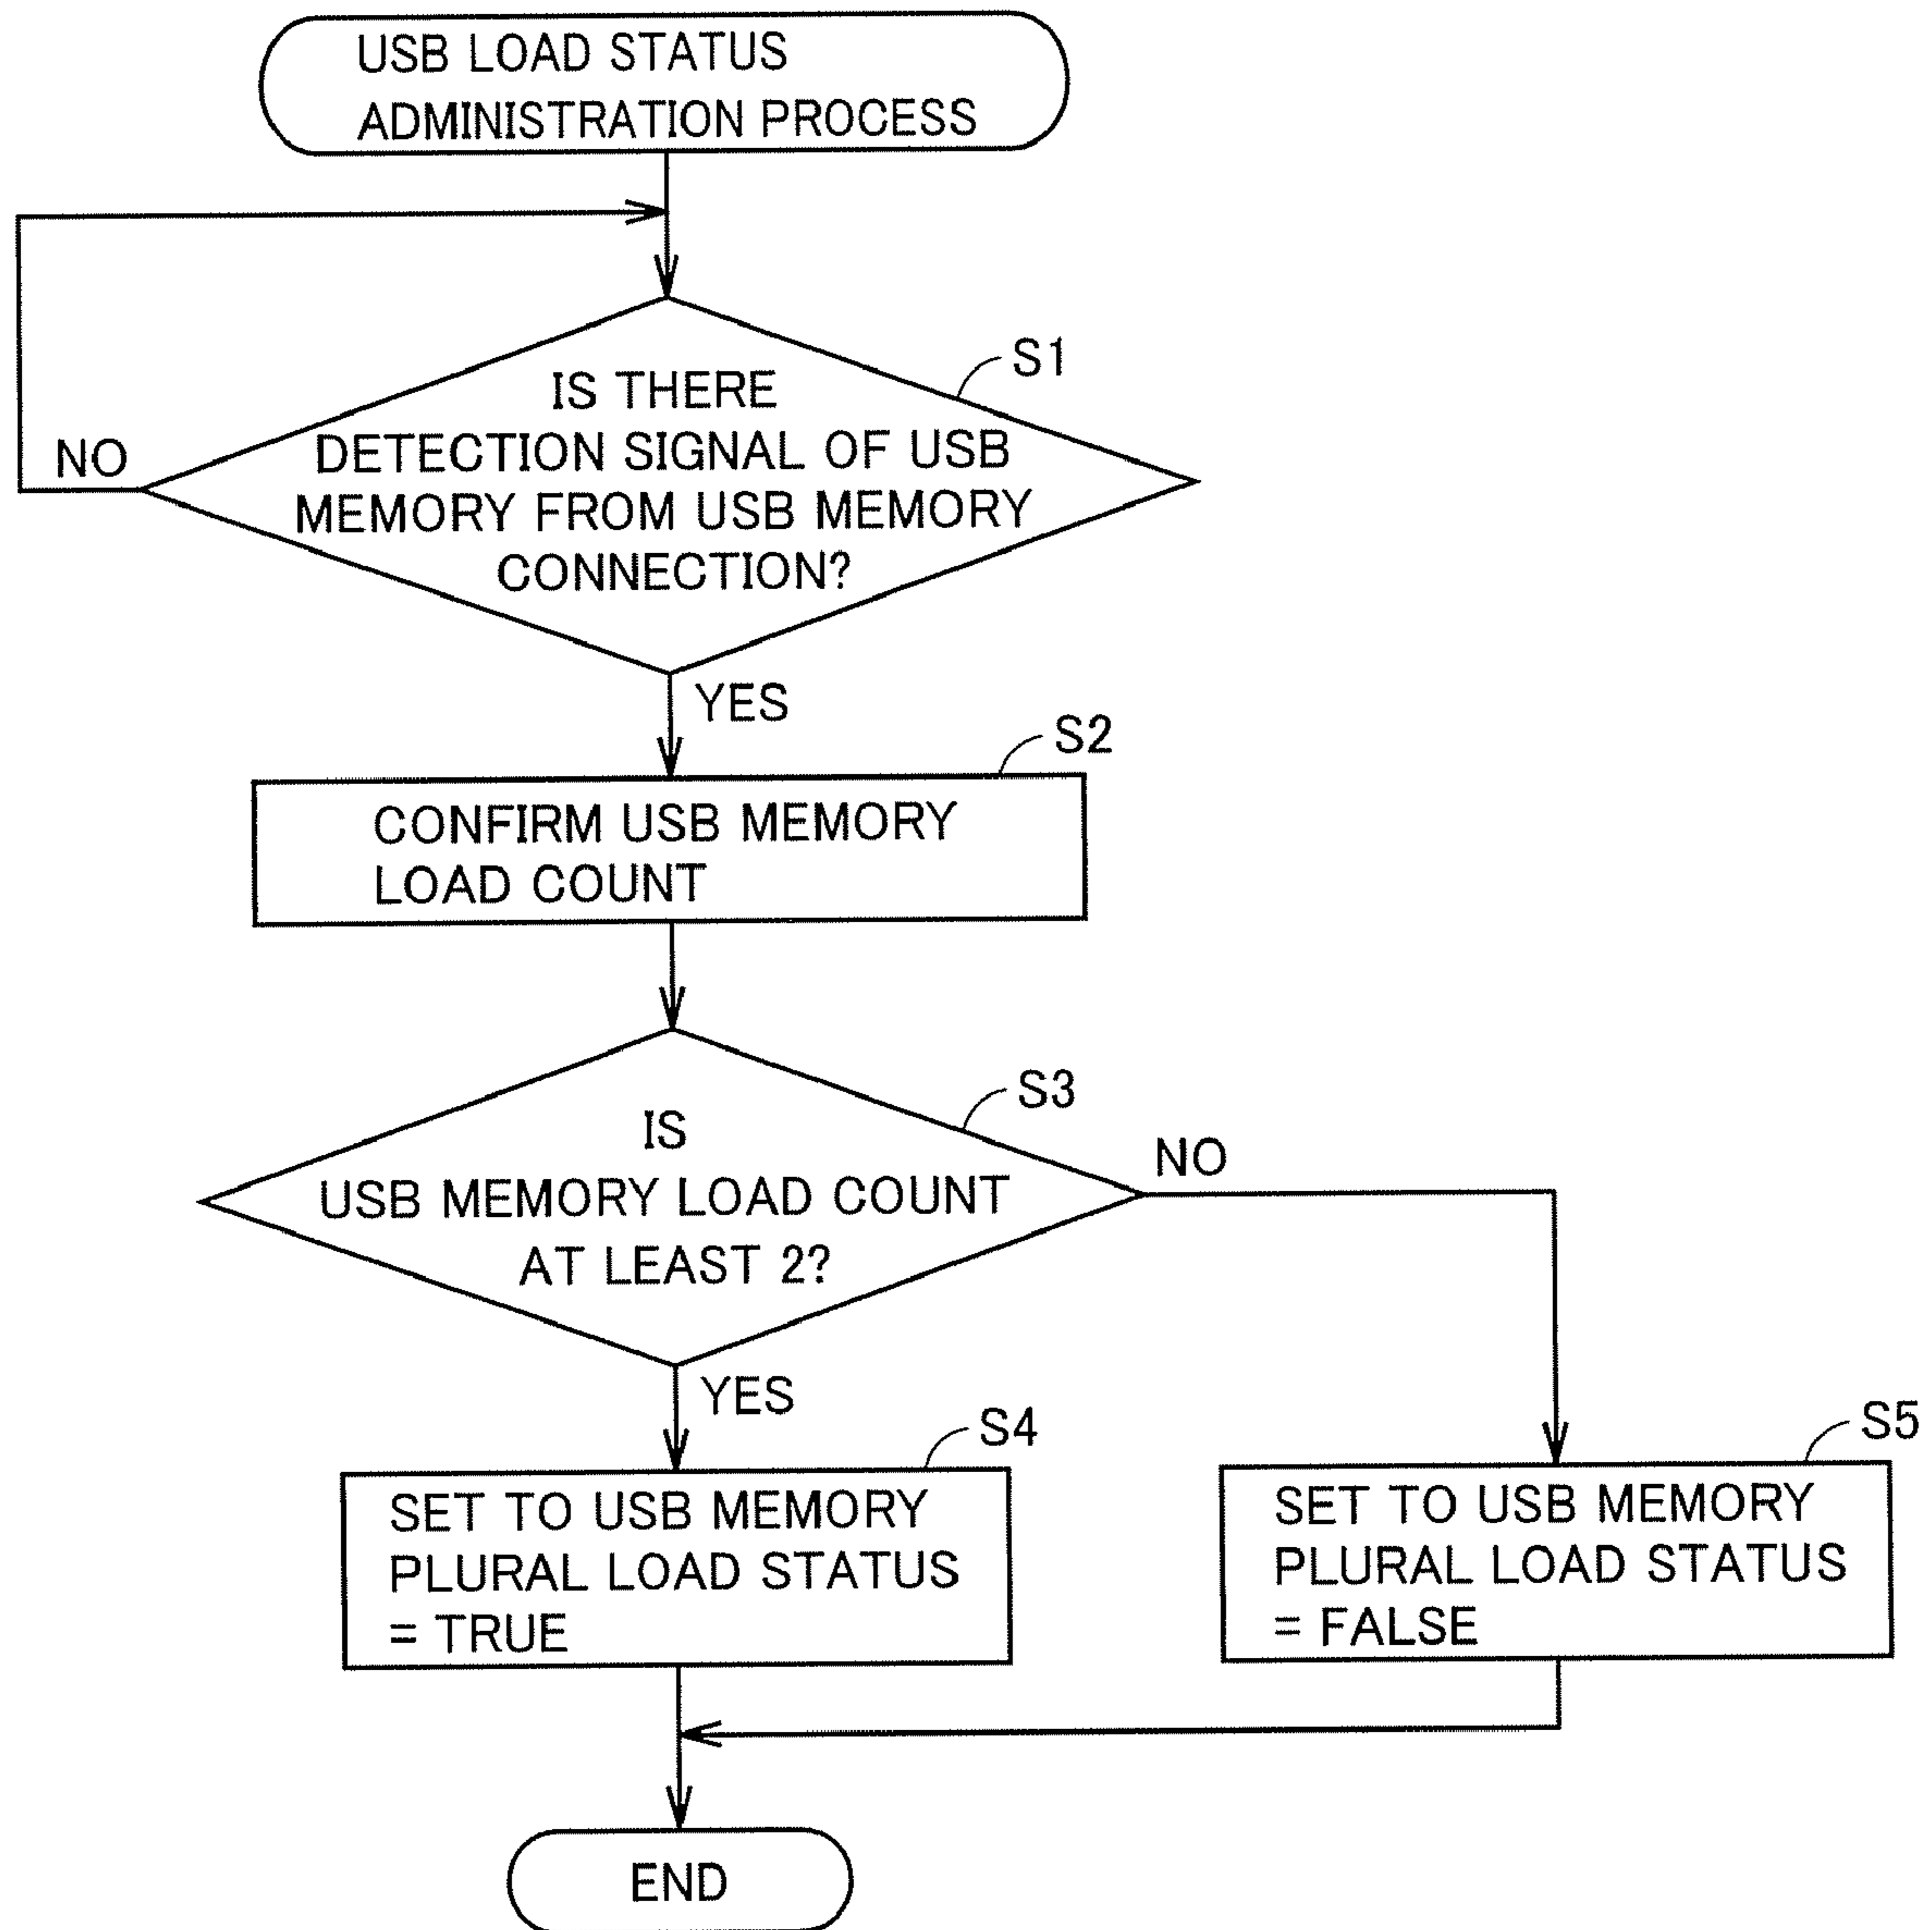 USB LOAD STATUS
ADMINISTRATION PROCESS
S1
IS THERE
DETECTION SIGNAL OF USB
MEMORY FROM USB MEMORY
CONNECTION?
NO
YES
S2
CONFIRM USB MEMORY
LOAD COUNT
S3
IS
USB MEMORY LOAD COUNT
AT LEAST 2?
NO
YES
S4
SET TO USB MEMORY
PLURAL LOAD STATUS
= TRUE
S5
SET TO USB MEMORY
PLURAL LOAD STATUS
= FALSE
END